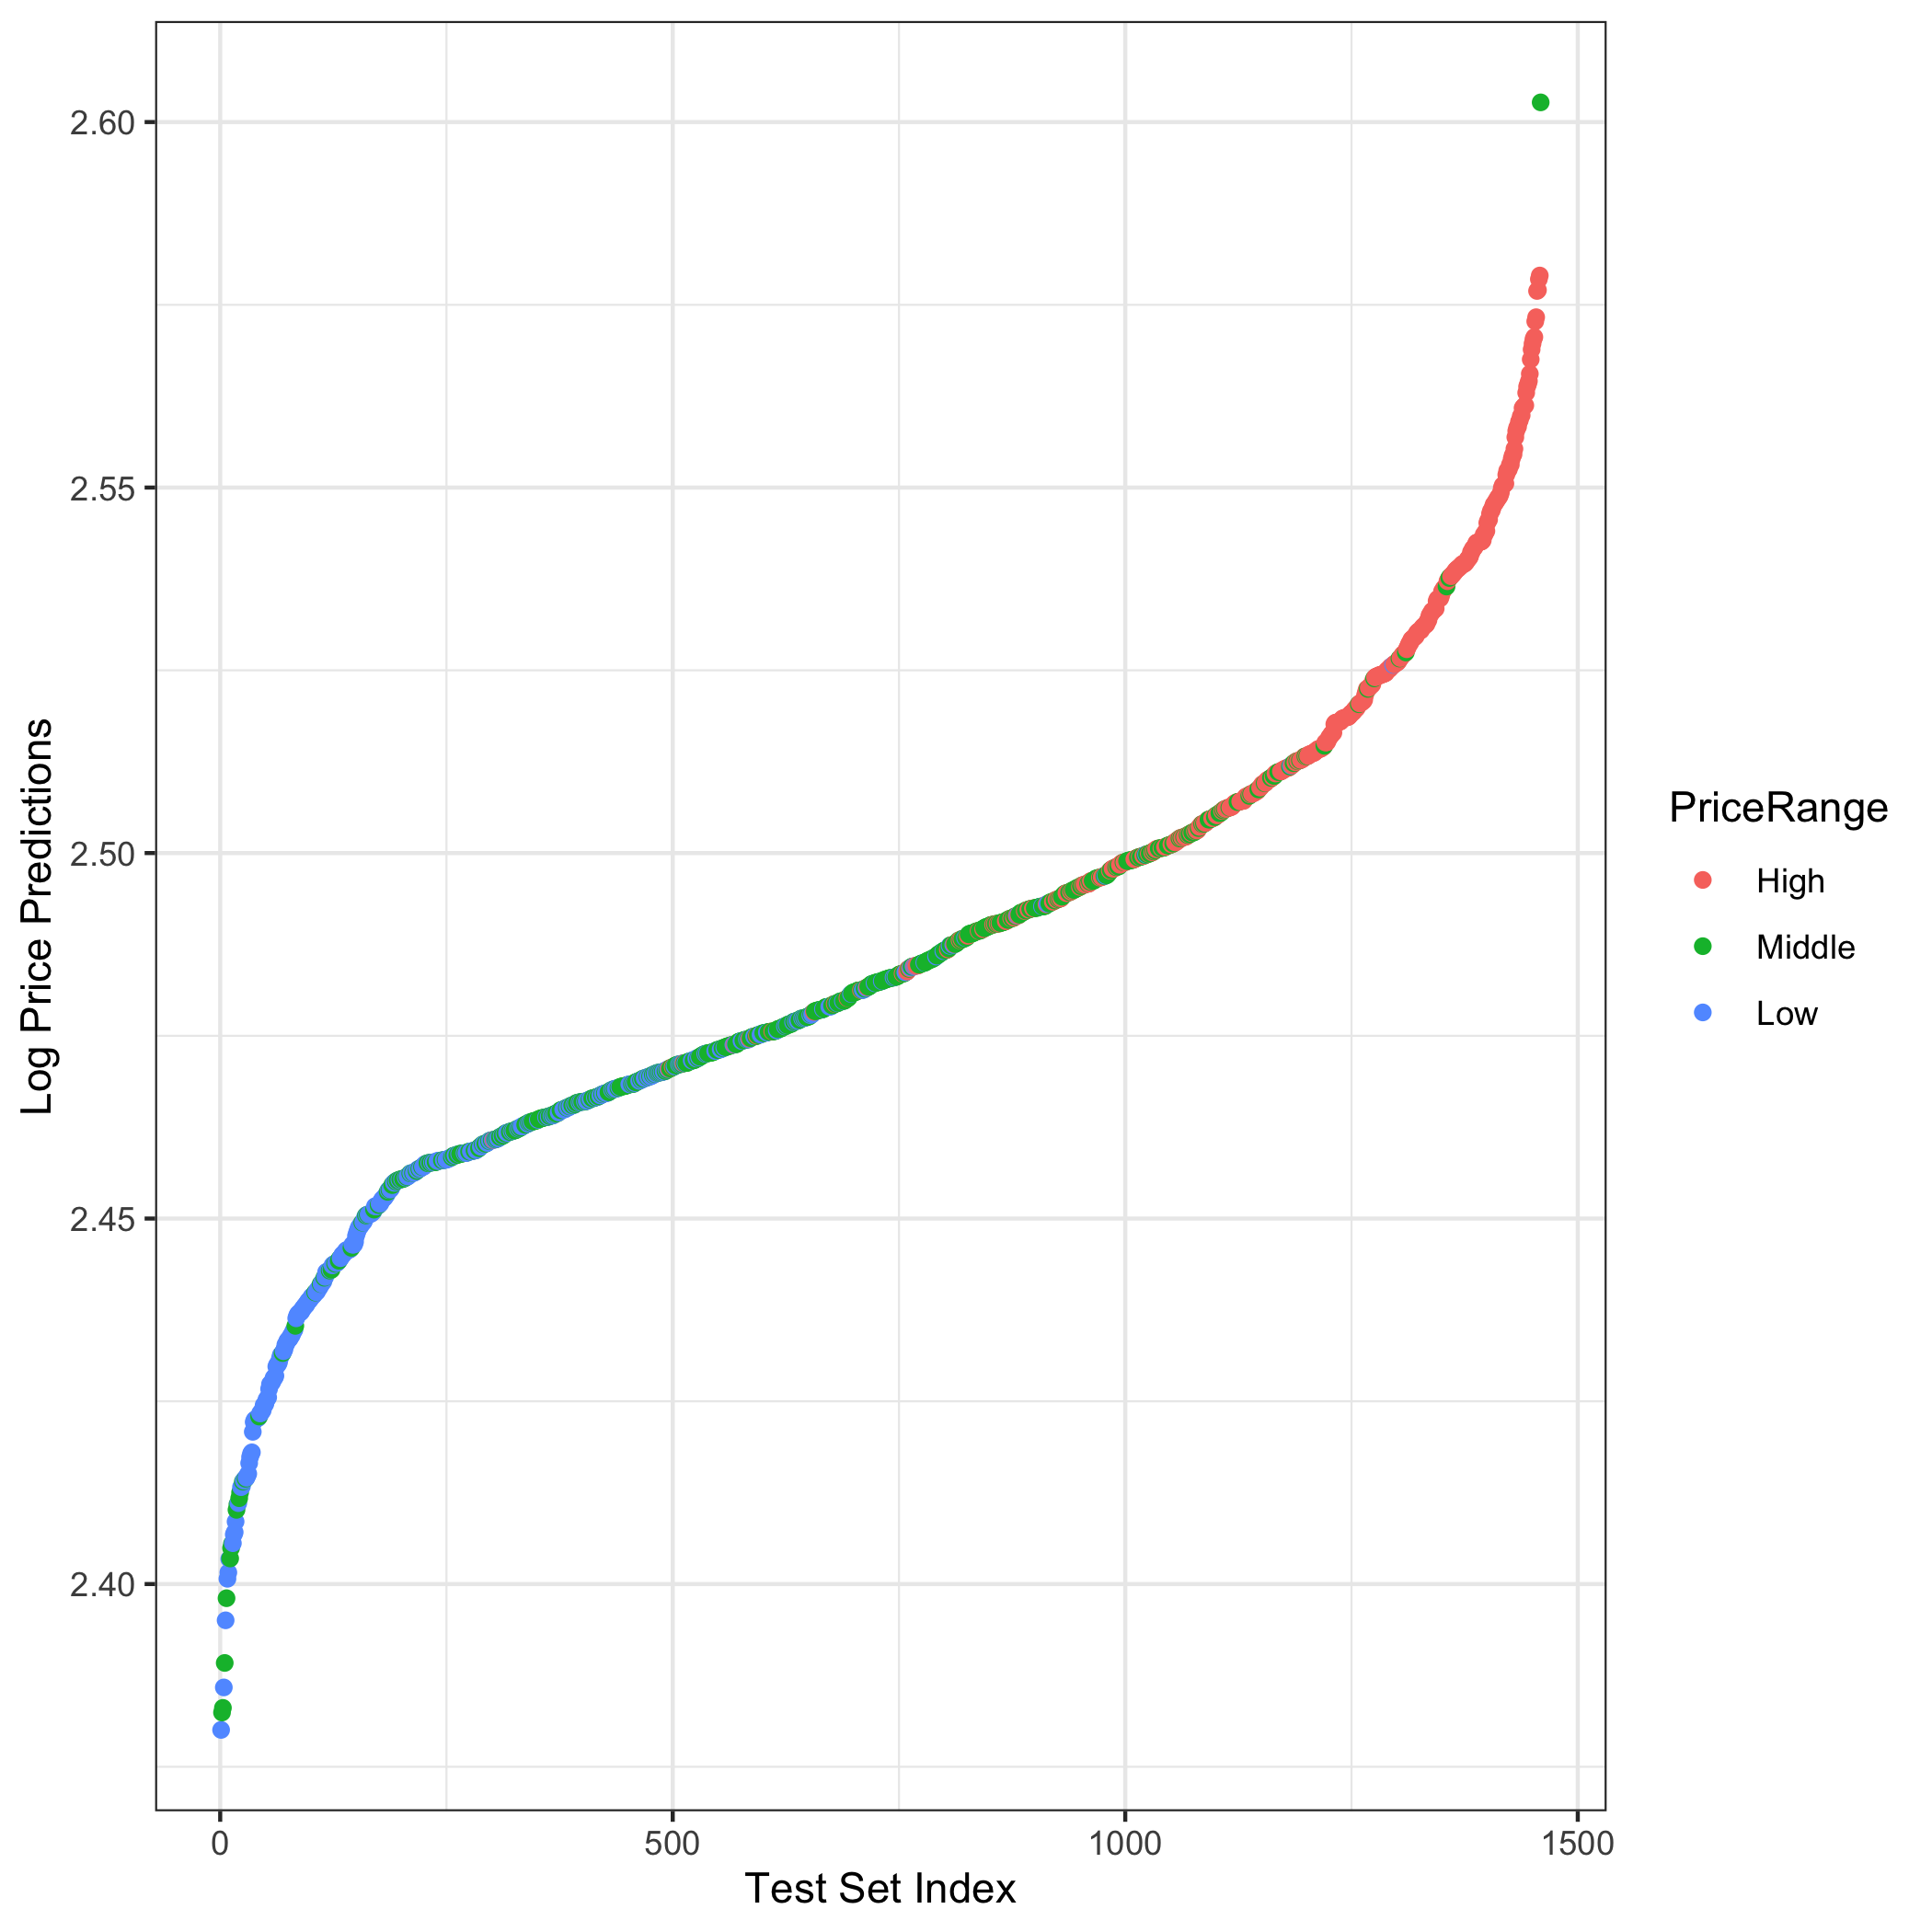 2.60
2.55
2.50
2.45
2.40
Log Price Predictions
0
500
1000
1500
Test Set Index
PriceRange
High
Middle
Low